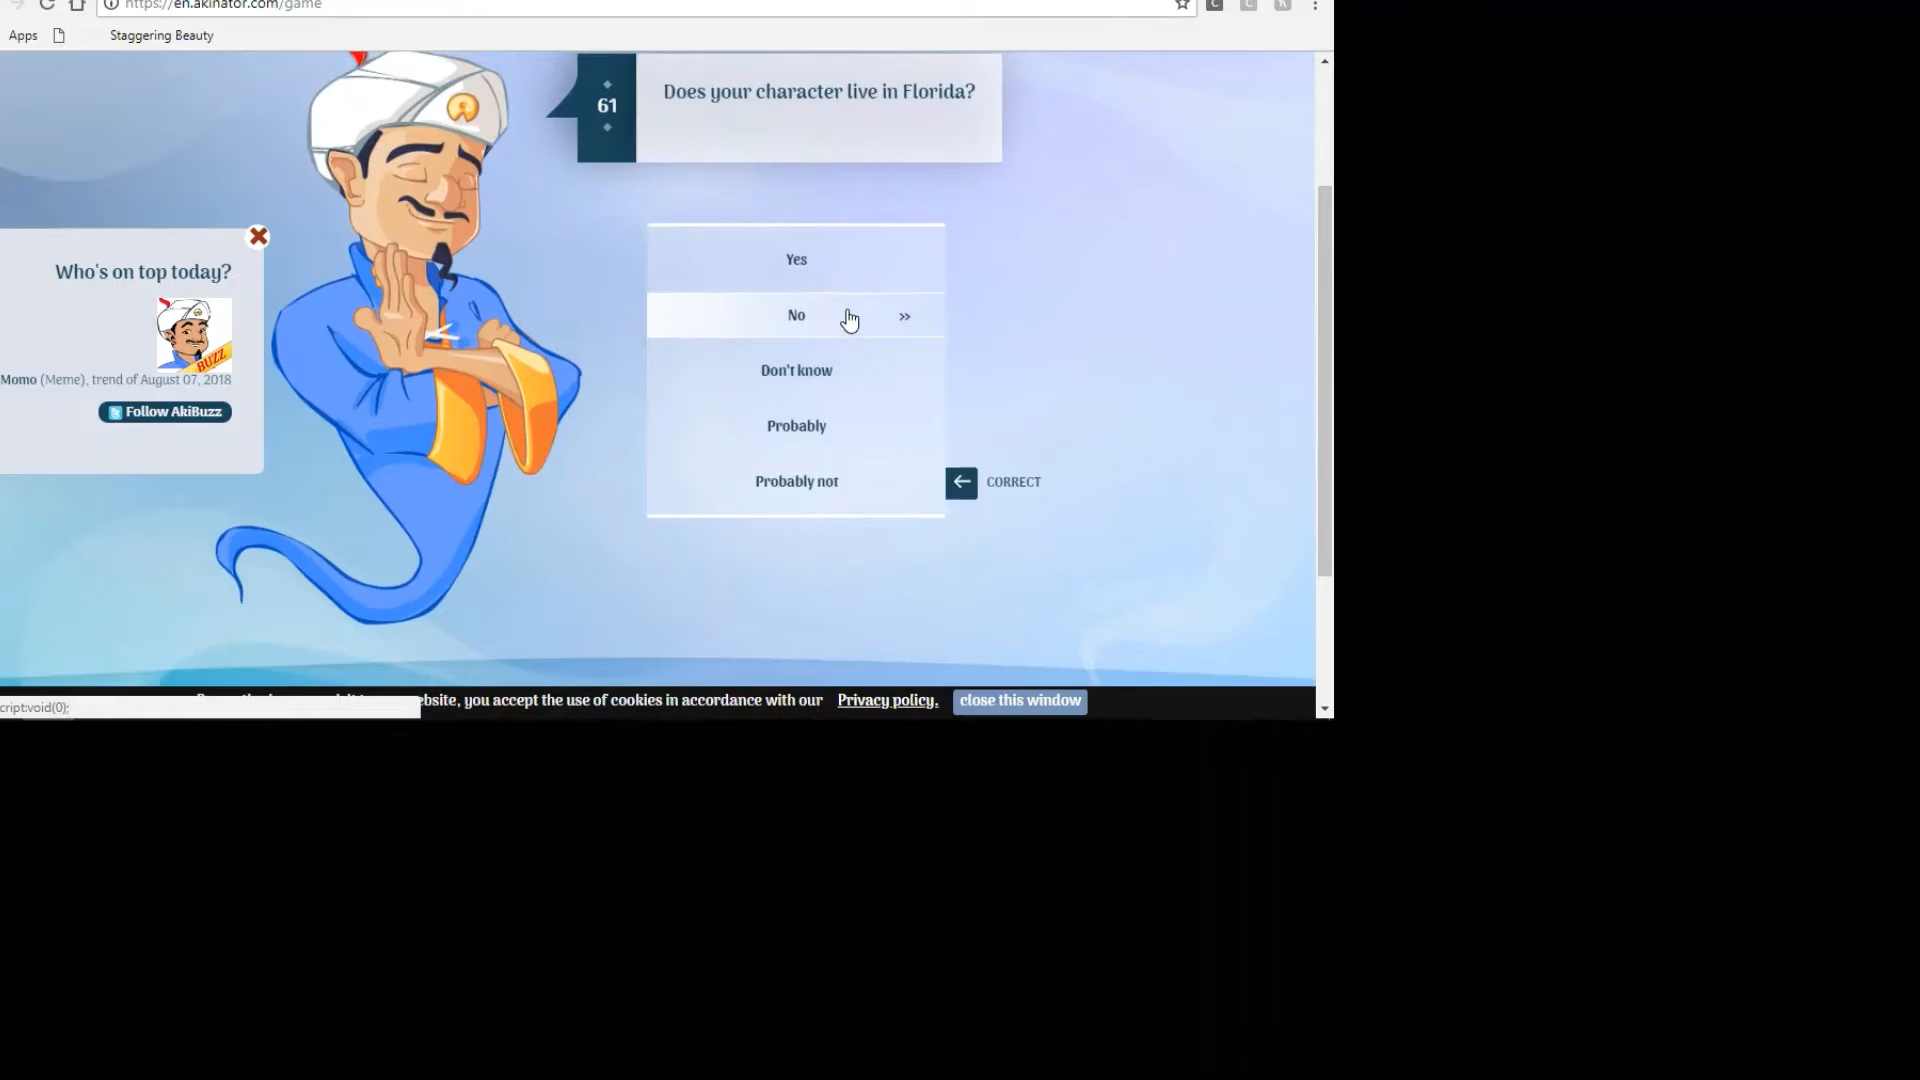 https://en.akinator.com/game
Apps
Staggering Beauty
61
Does your character live in Florida?
Who's on top today?
BUZZ
Momo (Meme), trend of August 07, 2018
Follow AkiBuzz
Yes
No
Don't know
Probably
Probably not
CORRECT
ebsite, you accept the use of cookies in accordance with our Privacy policy. close this window
cript:void(0);